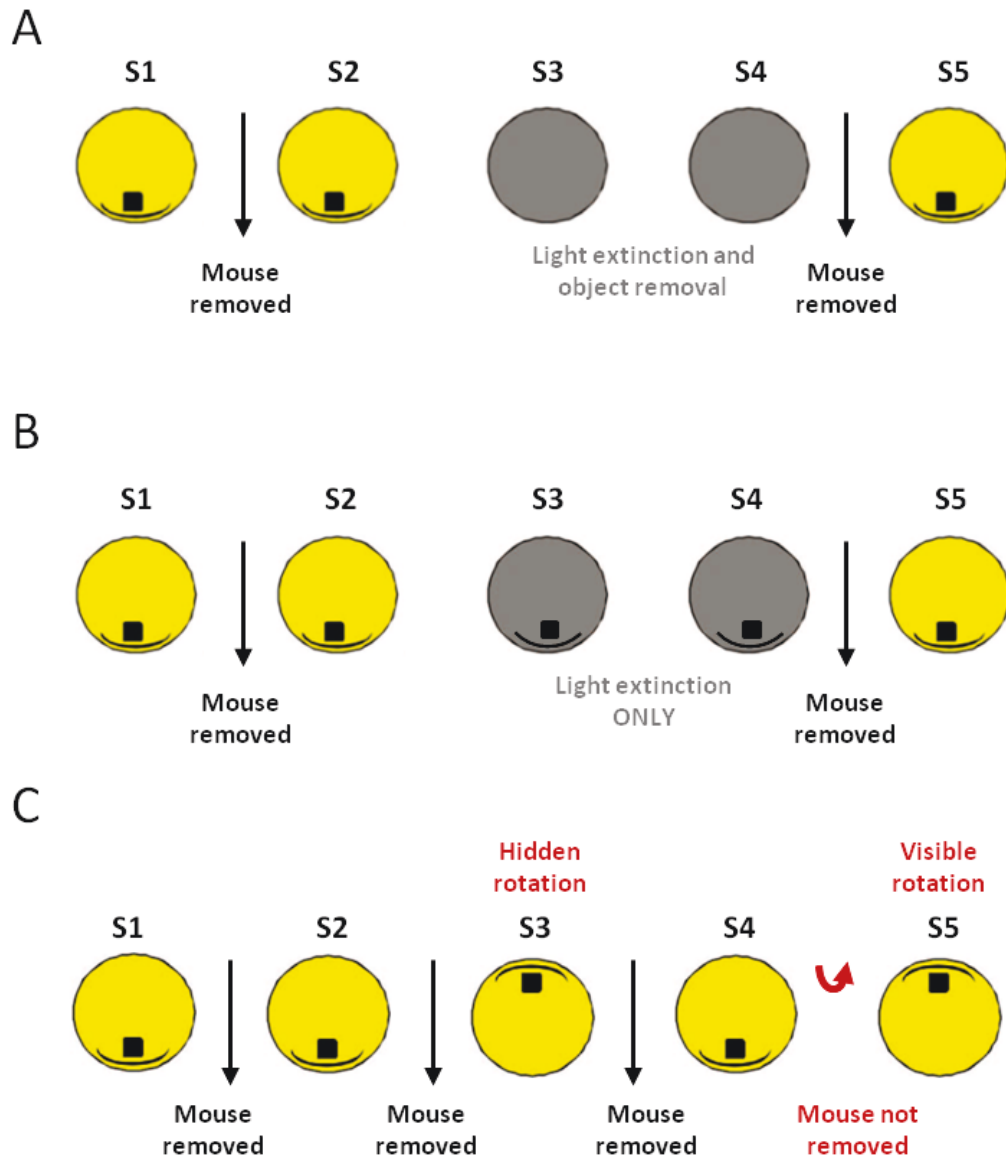 A
S1 S2 S3 S4 S5
Mouse
removed
Light extinction and
object removal
Mouse
removed
B
S1 S2 S3 S4 S5
Mouse
removed
Light extinction
ONLY
Mouse
removed
C
Hidden
rotation
Visible
rotation
S1 S2 S3 S4 S5
Mouse
removed
Mouse
removed
Mouse
removed
Mouse not
removed